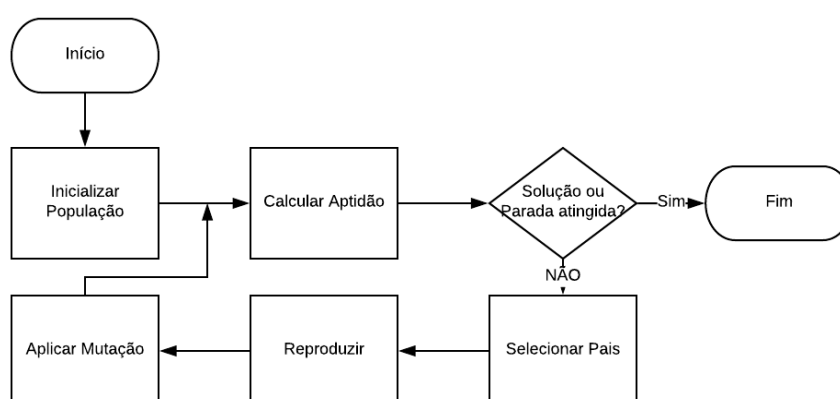 Início
Inicializar
População
Calcular Aptidão
Solução ou
Parada atingida?
Sim
Fim
NÃO
Aplicar Mutação
Reproduzir
Selecionar Pais